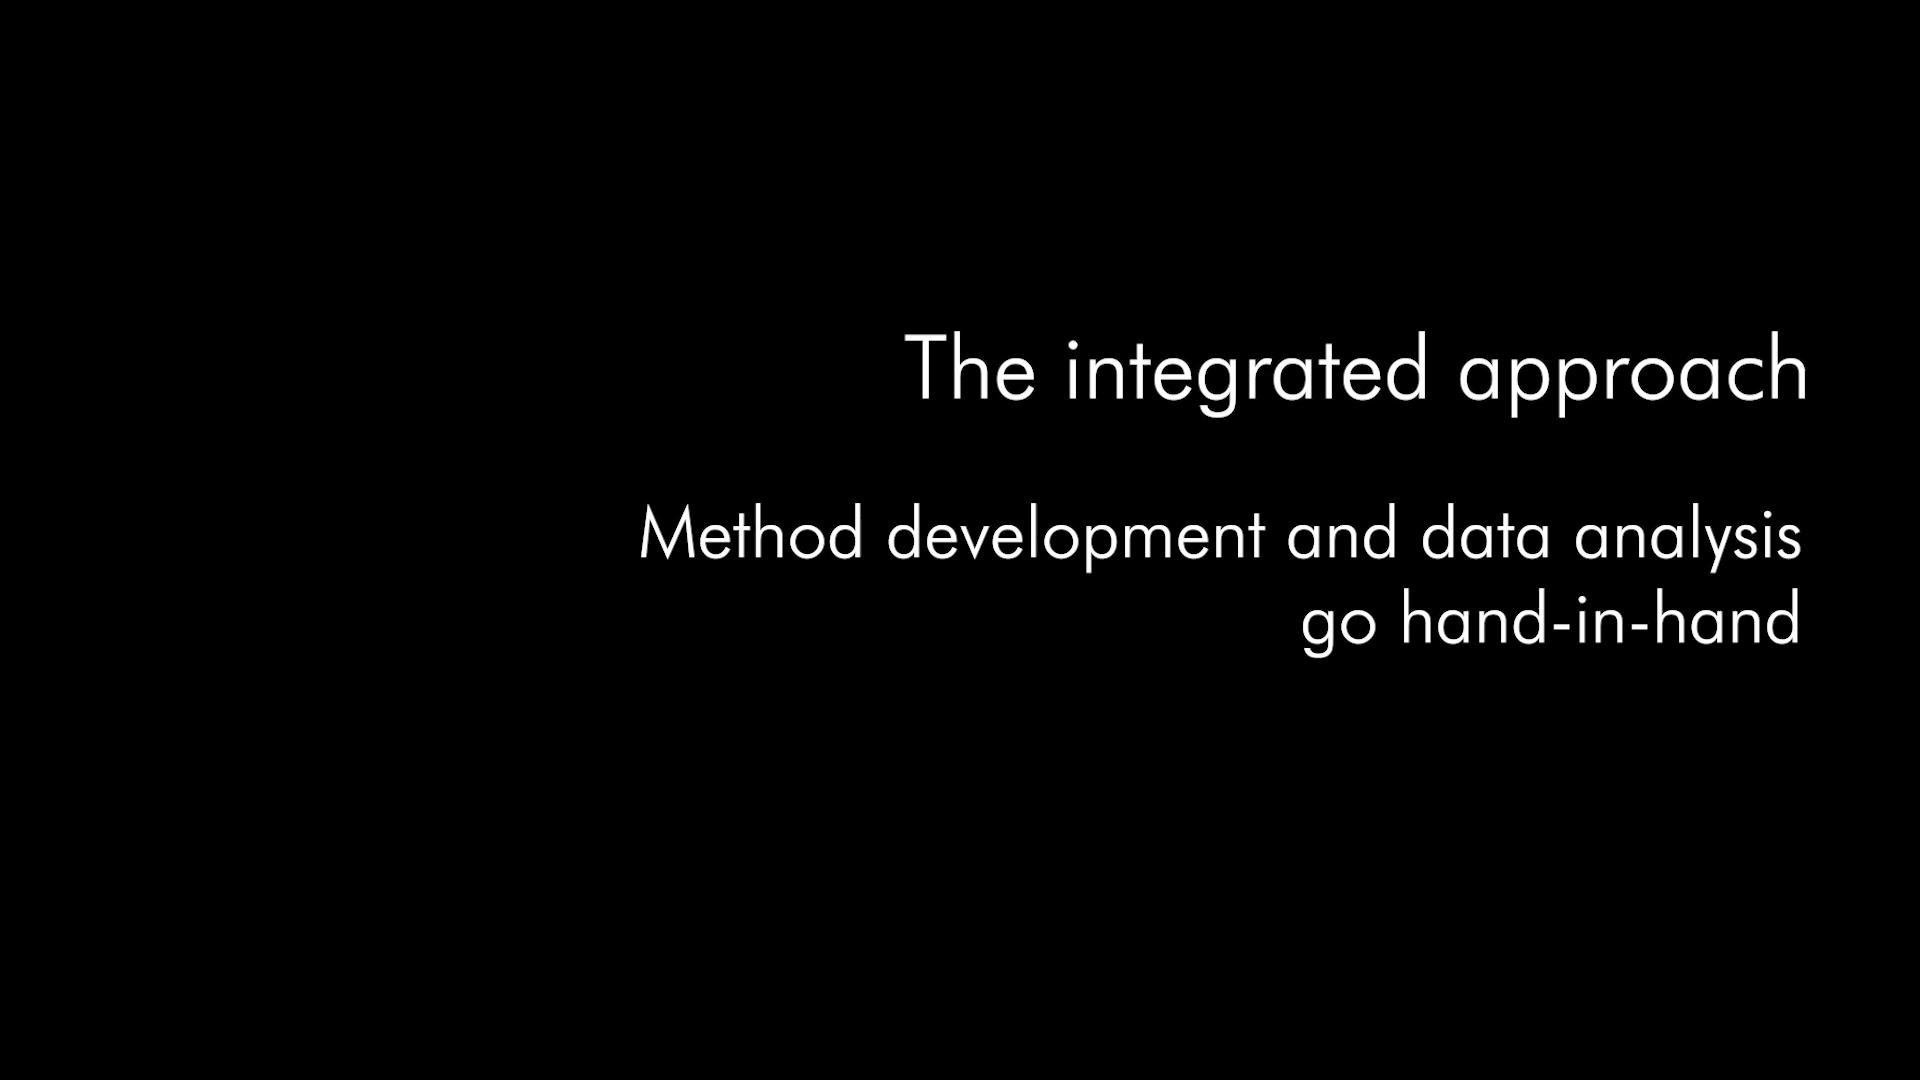 The integrated approach
Method development and data analysis
go hand-in-hand